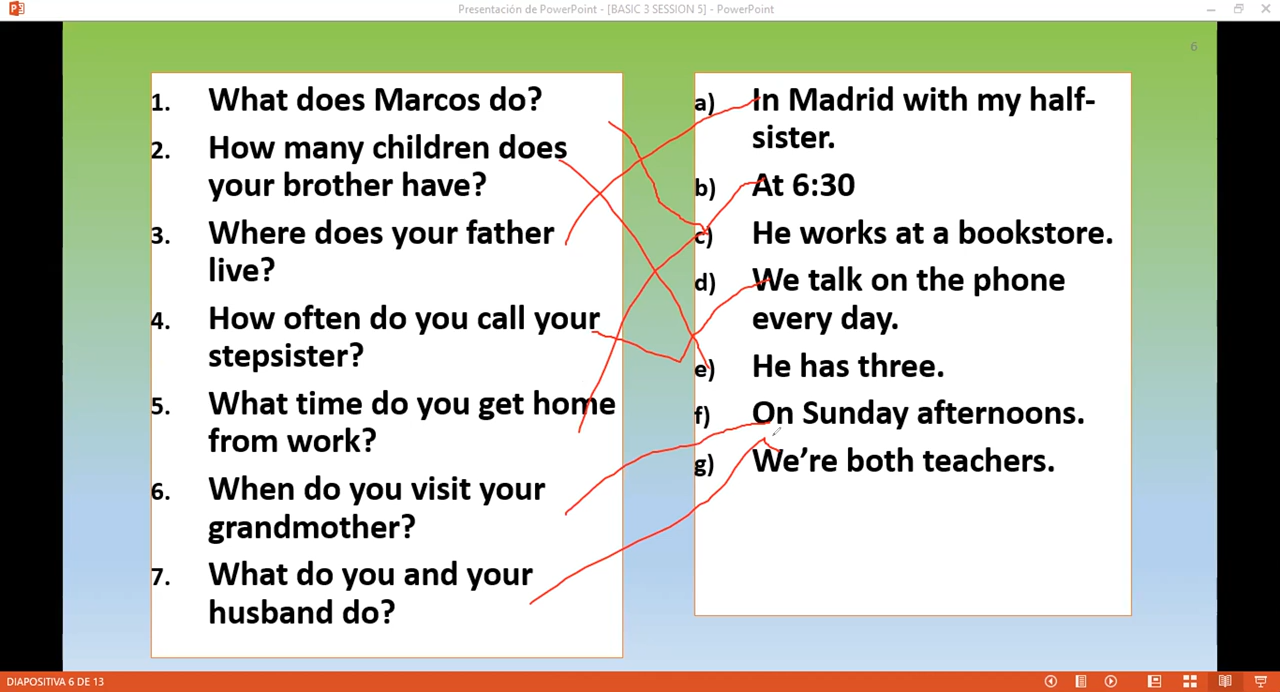 Presentación de PowerPoint - [BASIC 3 SESSION 5] - PowerPoint
6
1. What does Marcos do?
2. How many children does
your brother have?
3. Where does your father
live?
4. How often do you call your
stepsister?
5. What time do you get home
from work?
6. When do you visit your
grandmother?
7. What do you and your
husband do?
a) In Madrid with my half-
sister.
b) At 6:30
c) He works at a bookstore.
d) We talk on the phone
every day.
e) He has three.
f) On Sunday afternoons.
g) We’re both teachers.
DIAPOSITIVA 6 DE 13